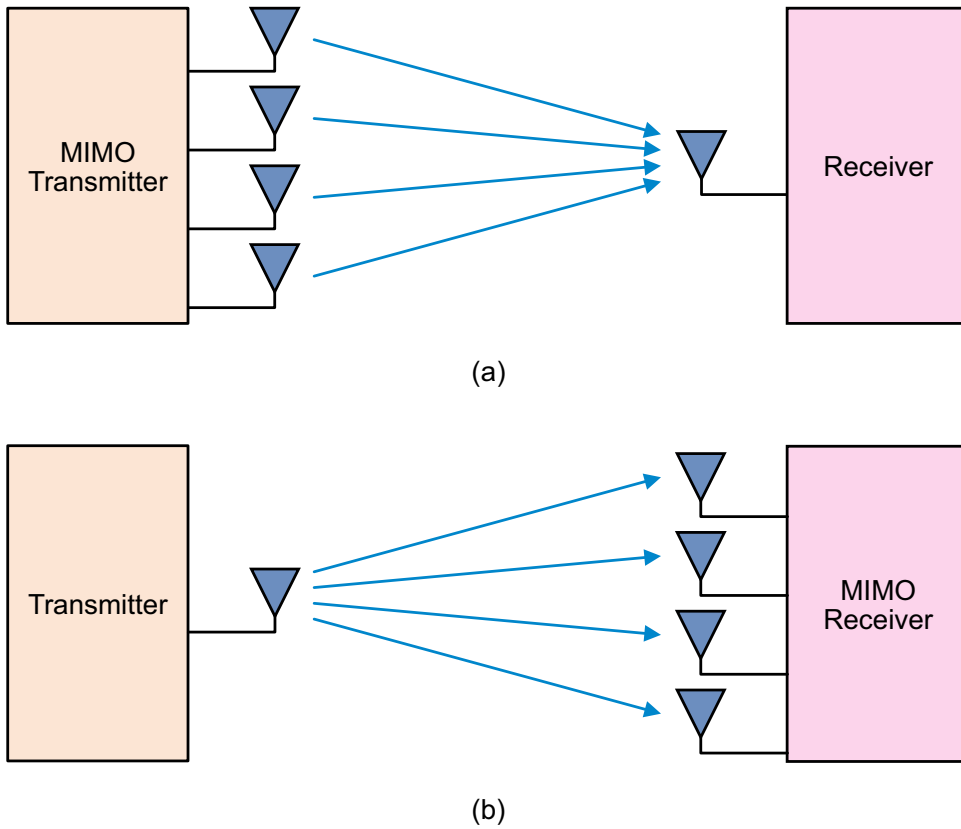 MIMO
Transmitter
Receiver
(a)
Transmitter
MIMO
Receiver
(b)